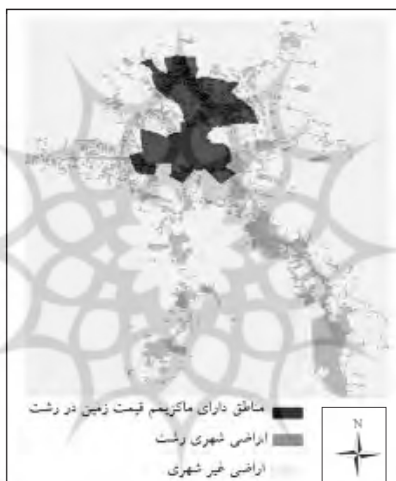 مناطق دارای ماکزیمم قیمت زمین در رشت
اراضی شهری رشت
اراضی غیر شهری
N